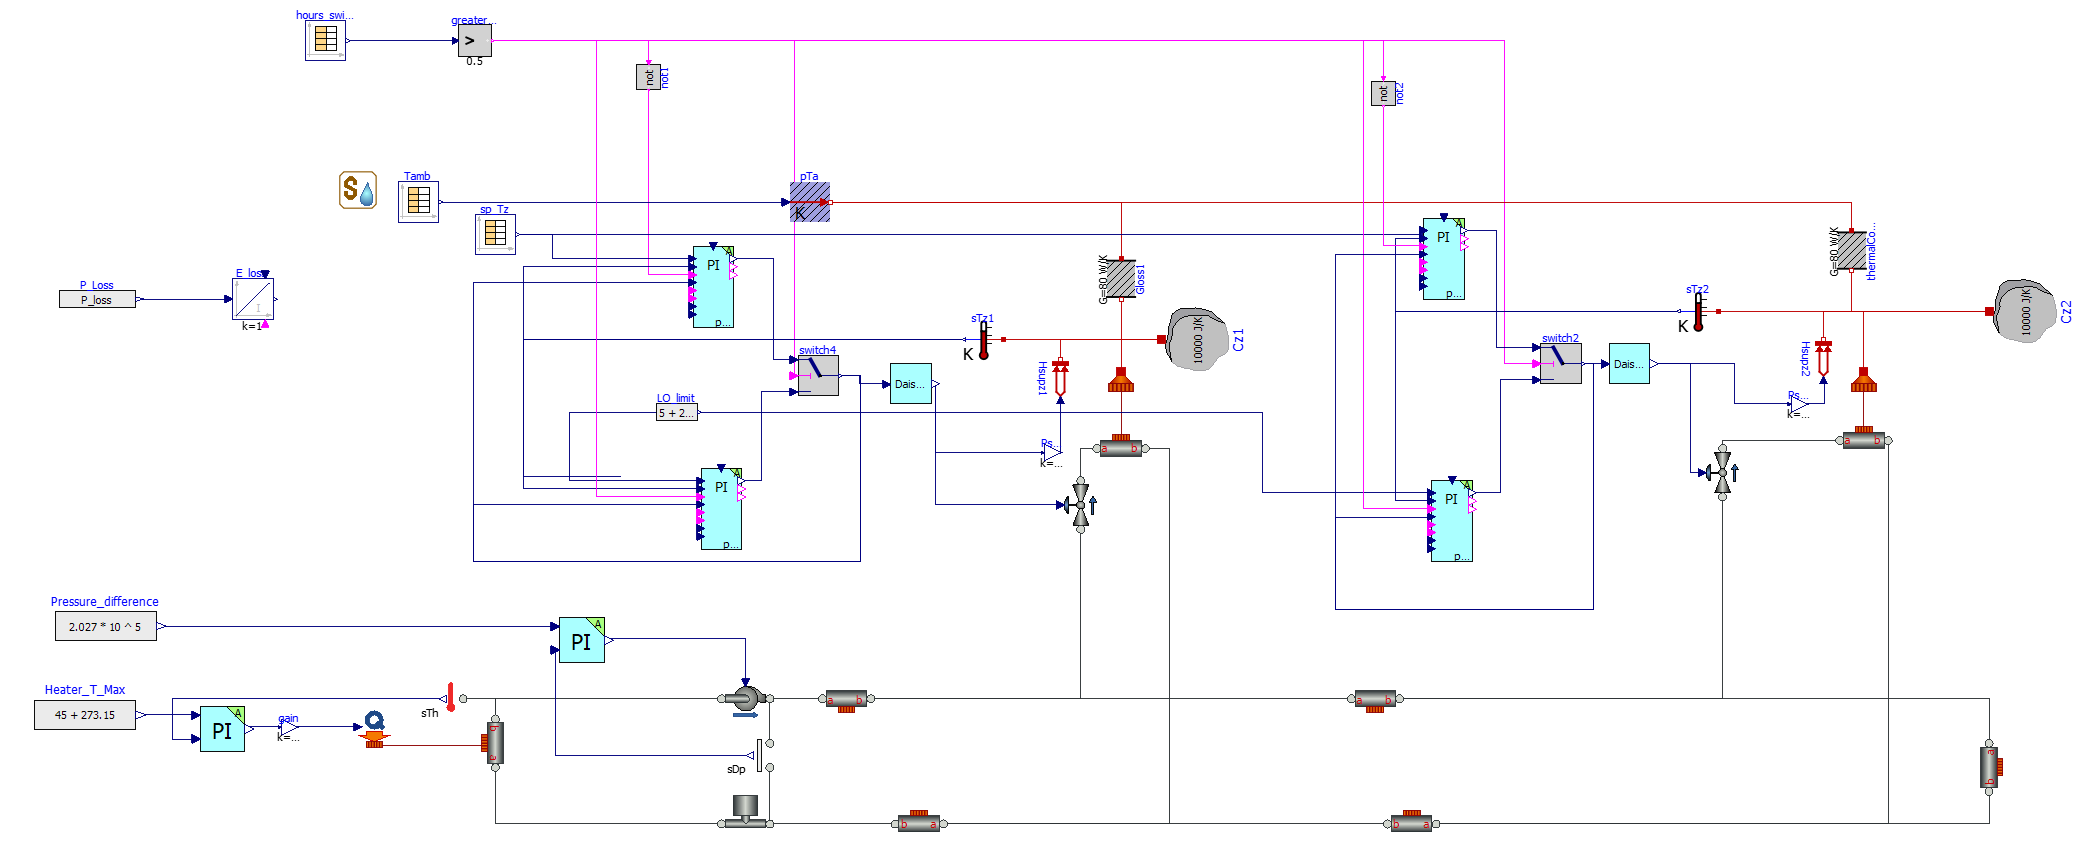 hours_swi...
greater...
>
0.5
not
not1
not
not2
S
Tamb
pTa
K
sp_Tz
A
PI
p...
A
PI
p...
G=80 W/K
Gloss1
G=80 W/K
thermalCo...
P_Loss
P_loss
E_loss
I
k=1
sTz1
K
10000 J/K
Cz1
sTz2
K
10000 J/K
Cz2
switch4
Dais...
Hsupz1
switch2
Dais...
Hsupz2
Ps...
k=...
LO_limit
5 + 2...
Ps...
k=...
a b
a b
A
PI
p...
A
PI
p...
Pressure_difference
2.027 * 10 ^ 5
A
PI
Heater_T_Max
45 + 273.15
A
PI
gain
k=...
Q
sTh
b
a
a b
a b
sDp
a
b
b a
b a